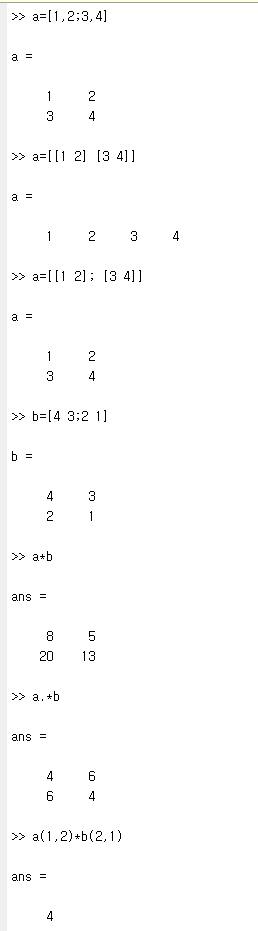 >> a=[1,2;3,4]
a =
1 2
3 4
>> a=[[1 2] [3 4]]
a =
1 2 3 4
>> a=[[1 2]; [3 4]]
a =
1 2
3 4
>> b=[4 3;2 1]
b =
4 3
2 1
>> a*b
ans =
8 5
20 13
>> a.*b
ans =
4 6
6 4
>> a(1,2)*b(2,1)
ans =
4